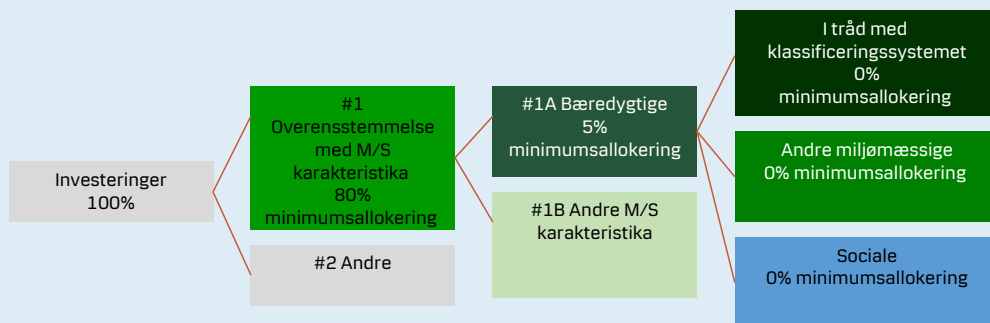 Investeringer
100%
#1
Overensstemmelse
med M/S
karakteristika
80%
minimumsallokering
#2 Andre
#1A Bæredygtige
5%
minimumsallokering
#1B Andre M/S
karakteristika
I tråd med
klassificeringssystemet
0%
minimumsallokering
Andre miljømæssige
0% minimumsallokering
Sociale
0% minimumsallokering